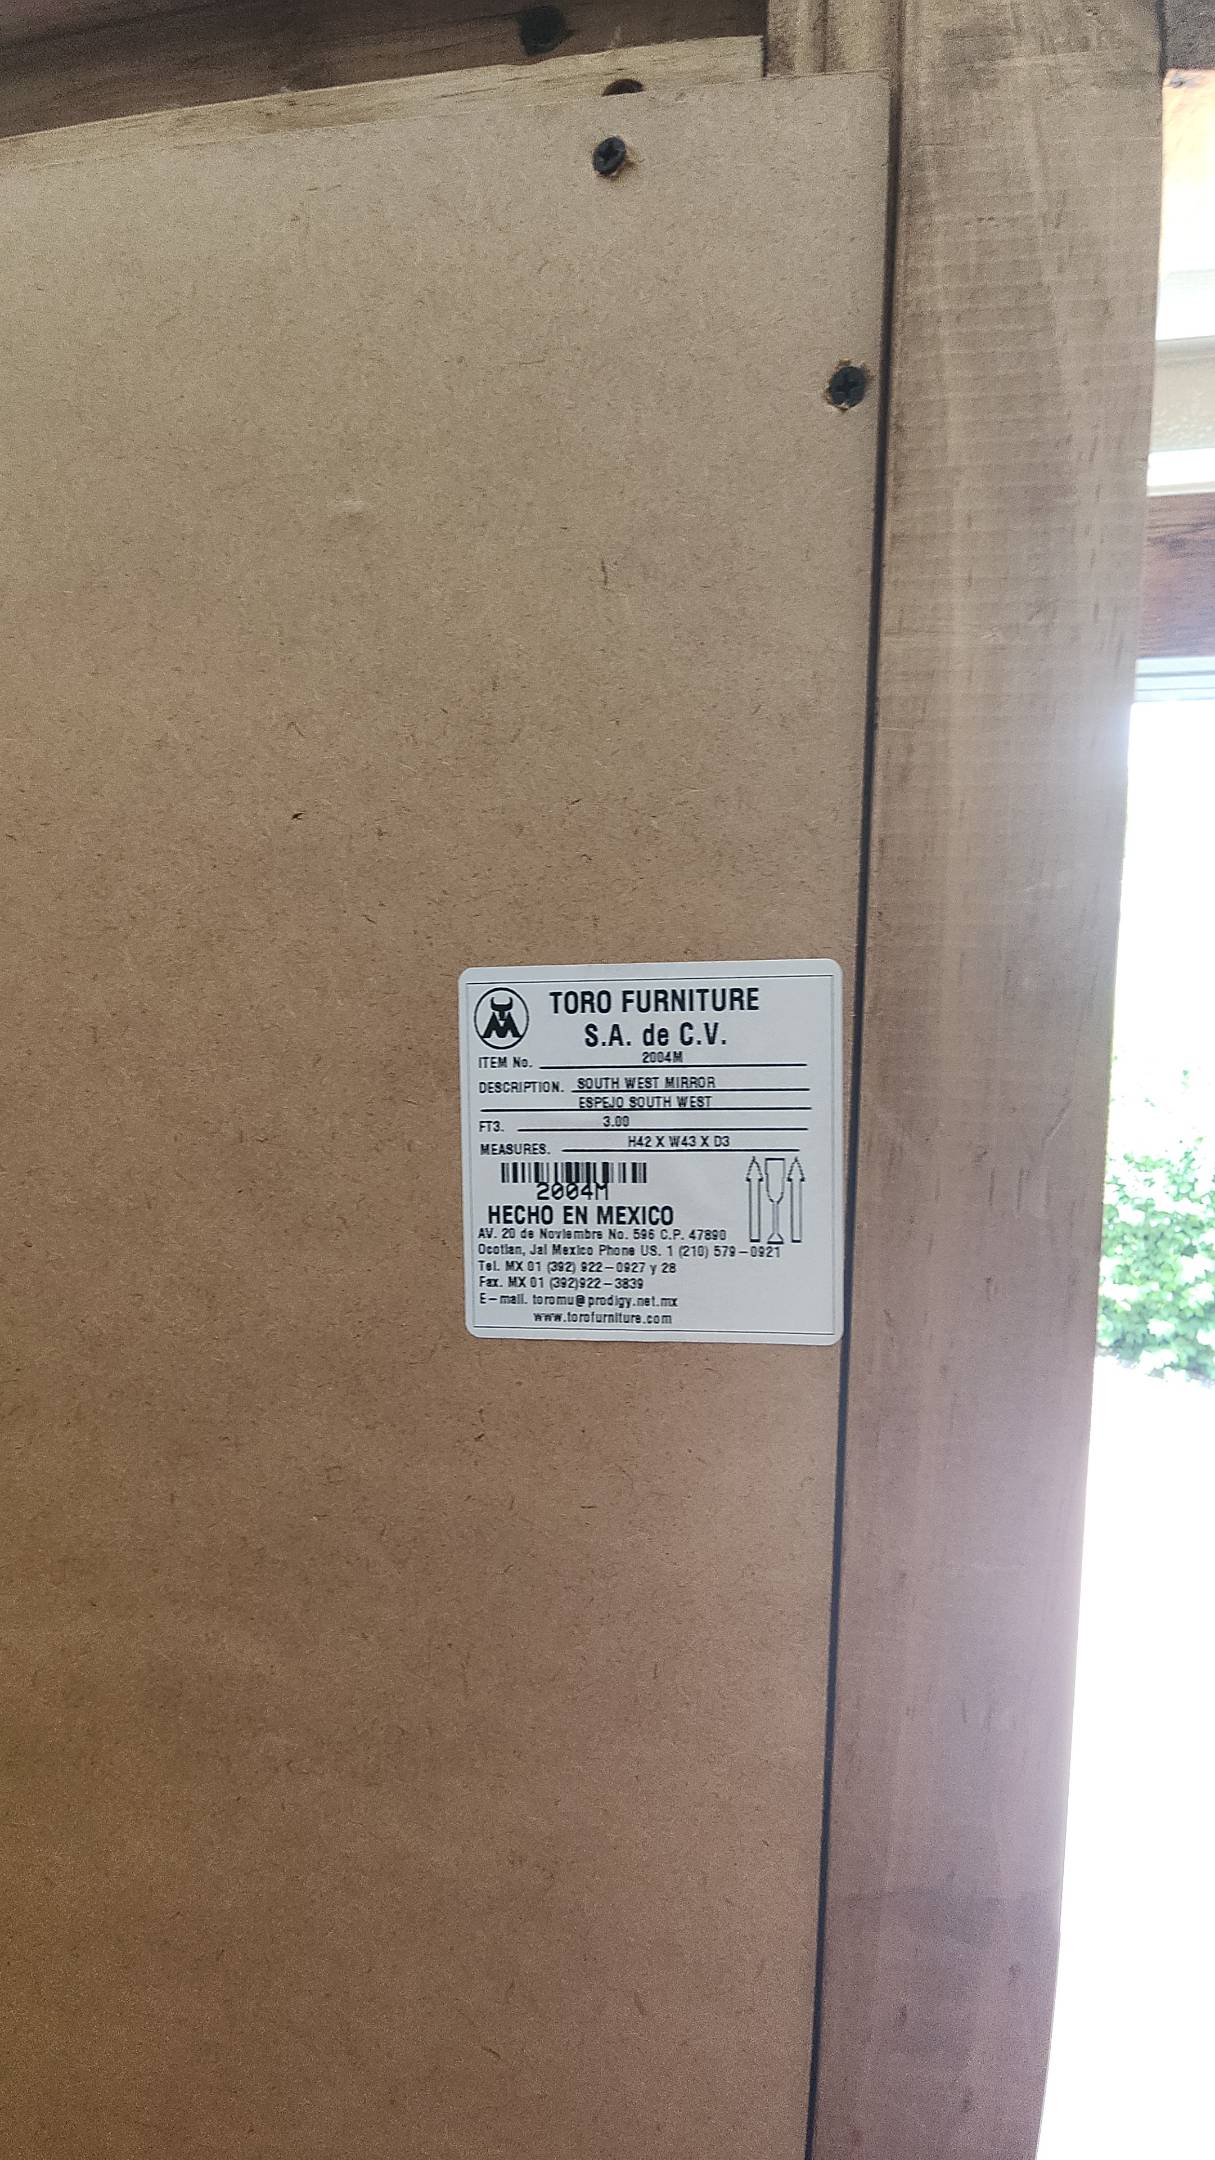 TORO FURNITURE
S.A. de C.V.
ITEM No. 2004M
DESCRIPTION. SOUTH WEST MIRROR
ESPEJO SOUTH WEST
FT3. 3.00
MEASURES. H42 X W43 X D3
2004M
HECHO EN MEXICO
AV. 20 de Noviembre No. 596 C.P. 47890
Ocotlan, Jal Mexico Phone US. 1 (210) 579-0921
Tel. MX 01 (392) 922-0927 y 28
Fax. MX 01 (392)922-3839
E-mail. toromu@prodigy.net.mx
www.torofurniture.com